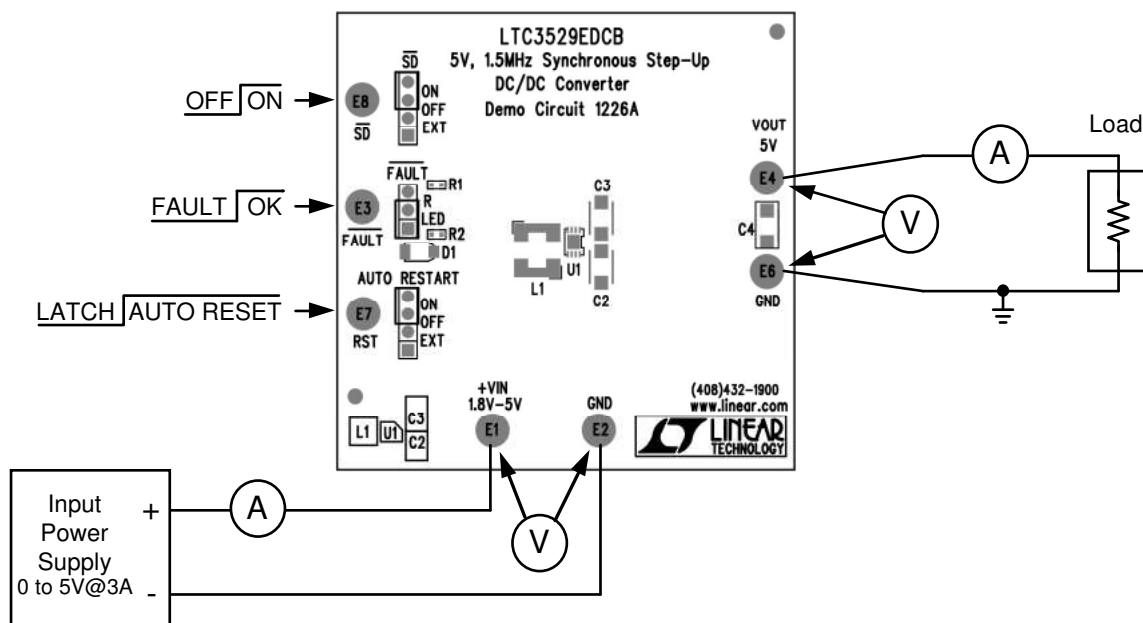 LTC3529EDCB
5V, 1.5MHz Synchronous Step-Up
DC/DC Converter
Demo Circuit 1226A
SD
ON
OFF
EXT
E8
SD
OFF ON
FAULT
R
LED
R1
R2
D1
E3
FAULT
FAULT OK
AUTO RESTART
ON
OFF
EXT
E7
RST
LATCH AUTO RESET
C3
L1
U1
C2
VOUT
5V
E4
C4
E6
GND
A
V
Load
+VIN
1.8V-5V
E1
GND
E2
L1
U1
C3
C2
(408)432-1900
www.linear.com
LINEAR
TECHNOLOGY
Input
Power
Supply
0 to 5V@3A
+
-
A
V